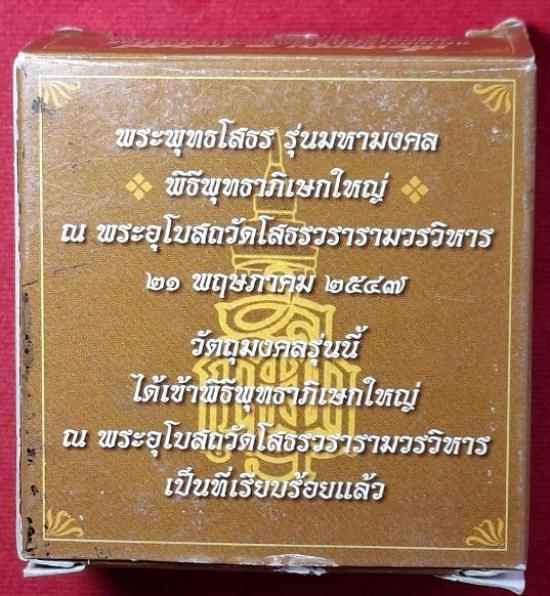 พระพุทธโสธร รุ่นมหามงคล
พิธีพุทธาภิเษกใหญ่
ณ พระอุโบสถวัดโสธรวรารามวรวิหาร
๒๑ พฤษภาคม ๒๕๔๗
วัตถุมงคลรุ่นนี้
ได้เข้าพิธีพุทธาภิเษกใหญ่
ณ พระอุโบสถวัดโสธรวรารามวรวิหาร
เป็นที่เรียบร้อยแล้ว